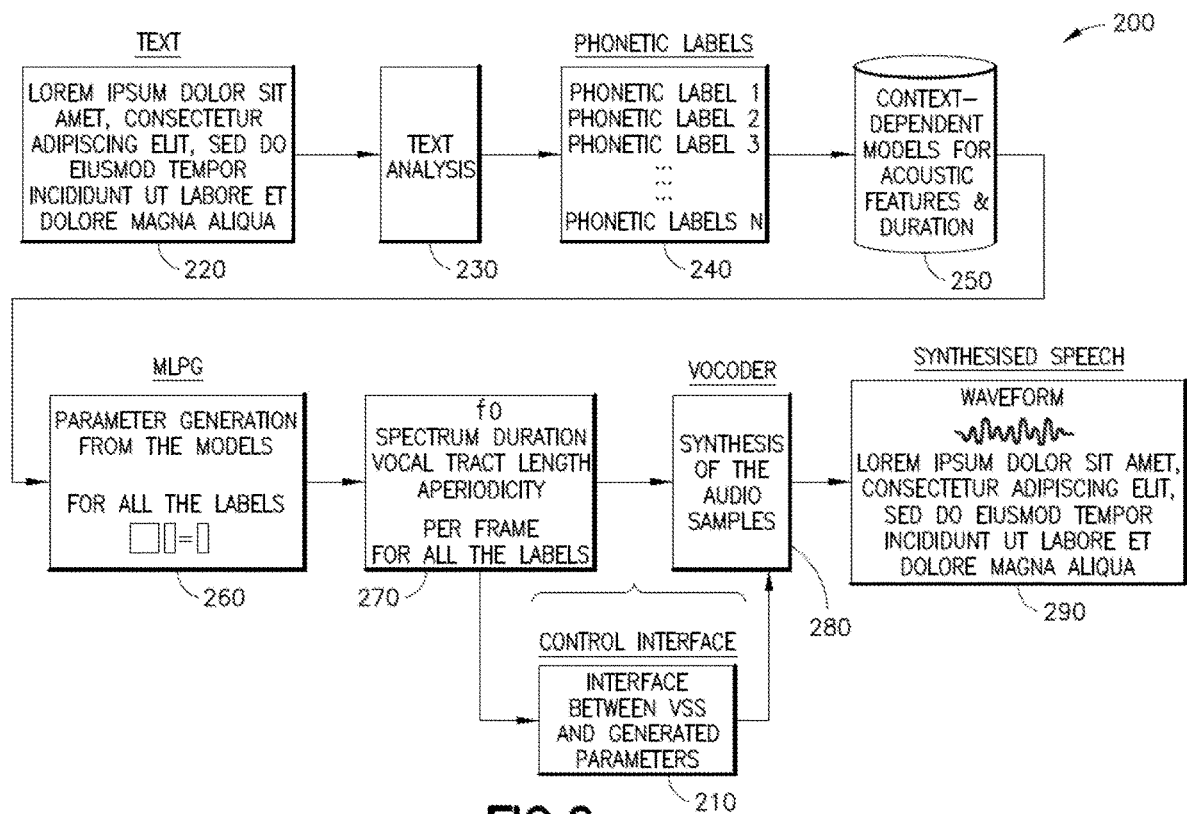 200
TEXT
LOREM IPSUM DOLOR SIT
AMET, CONSECTETUR
ADIPISCING ELIT, SED DO
EIUSMOD TEMPOR
INCIDIDUNT UT LABORE ET
DOLORE MAGNA ALIQUA
220
TEXT
ANALYSIS
230
PHONETIC LABELS
PHONETIC LABEL 1
PHONETIC LABEL 2
PHONETIC LABEL 3
...
...
PHONETIC LABELS N
240
CONTEXT-
DEPENDENT
MODELS FOR
ACOUSTIC
FEATURES &
DURATION
250
MLPG
PARAMETER GENERATION
FROM THE MODELS
FOR ALL THE LABELS
=
260
f0
SPECTRUM DURATION
VOCAL TRACT LENGTH
APERIODICITY
PER FRAME
FOR ALL THE LABELS
270
VOCODER
SYNTHESIS
OF THE
AUDIO
SAMPLES
280
SYNTHESISED SPEECH
WAVEFORM
LOREM IPSUM DOLOR SIT AMET,
CONSECTETUR ADIPISCING ELIT,
SED DO EIUSMOD TEMPOR
INCIDIDUNT UT LABORE ET
DOLORE MAGNA ALIQUA
290
CONTROL INTERFACE
INTERFACE
BETWEEN VSS
AND GENERATED
PARAMETERS
210